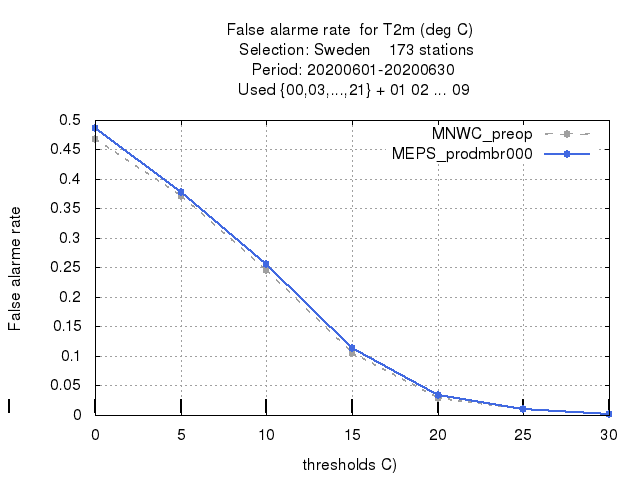 False alarme rate  for T2m (deg C)
Selection: Sweden    173 stations
Period: 20200601-20200630
Used {00,03,...,21} + 01 02 ... 09
MNWC_preop
MEPS_prodmbr000
0.5
0.45
0.4
0.35
0.3
0.25
0.2
0.15
0.1
0.05
0
False alarme rate
0 5 10 15 20 25 30
thresholds C)